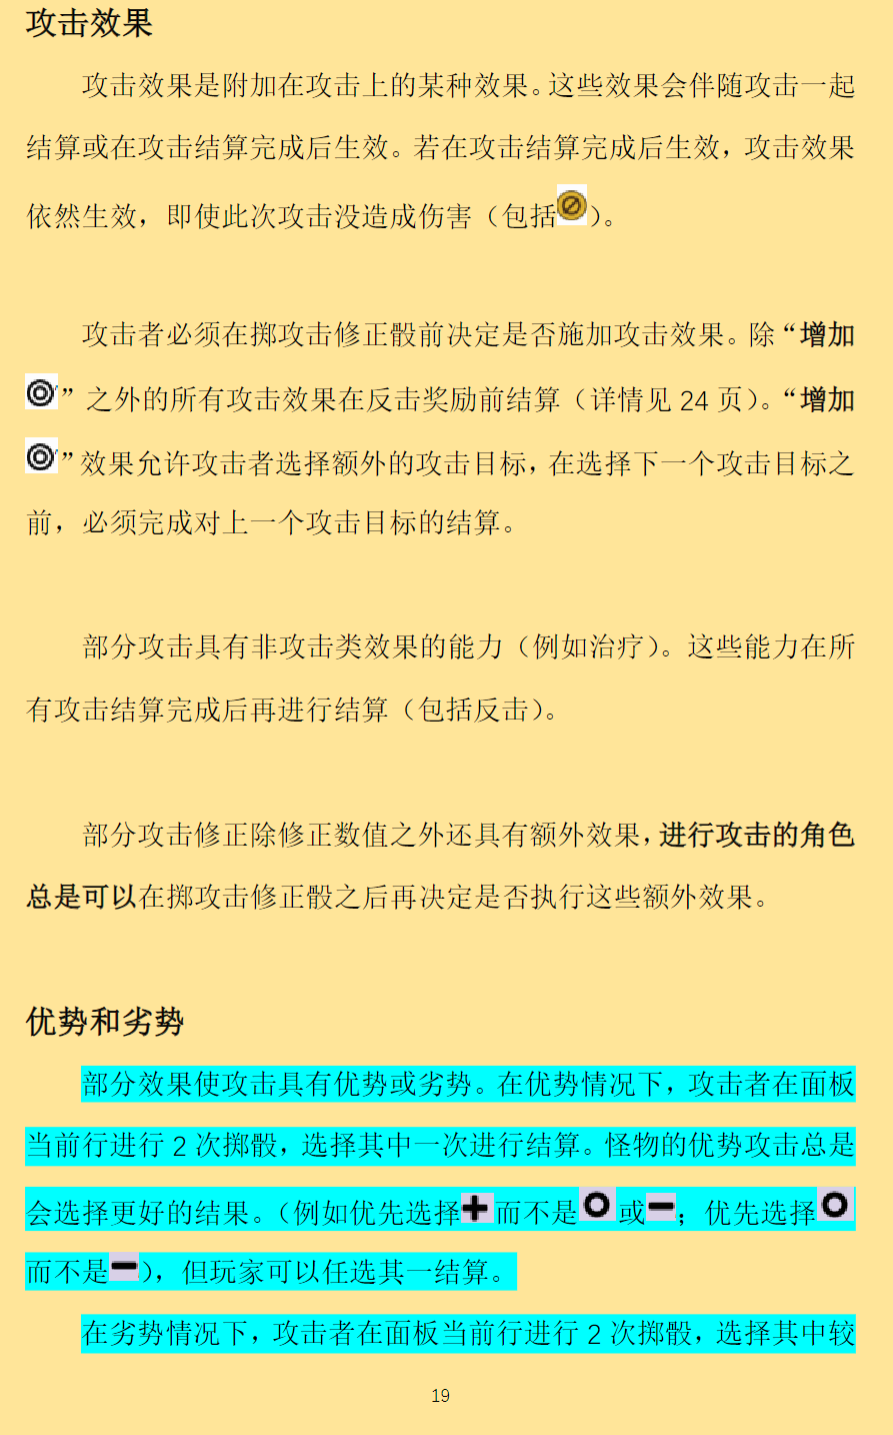 攻击效果
攻击效果是附加在攻击上的某种效果。这些效果会伴随攻击一起
结算或在攻击结算完成后生效。若在攻击结算完成后生效，攻击效果
依然生效，即使此次攻击没造成伤害（包括）。
攻击者必须在掷攻击修正骰前决定是否施加攻击效果。除“增加
”之外的所有攻击效果在反击奖励前结算（详情见 24 页）。“增加
”效果允许攻击者选择额外的攻击目标，在选择下一个攻击目标之
前，必须完成对上一个攻击目标的结算。
部分攻击具有非攻击类效果的能力（例如治疗）。这些能力在所
有攻击结算完成后再进行结算（包括反击）。
部分攻击修正除修正数值之外还具有额外效果，进行攻击的角色
总是可以在掷攻击修正骰之后再决定是否执行这些额外效果。
优势和劣势
部分效果使攻击具有优势或劣势。在优势情况下，攻击者在面板
当前行进行 2 次掷骰，选择其中一次进行结算。怪物的优势攻击总是
会选择更好的结果。（例如优先选择+而不是O或-；优先选择O
而不是-），但玩家可以任选其一结算。
在劣势情况下，攻击者在面板当前行进行 2 次掷骰，选择其中较
19